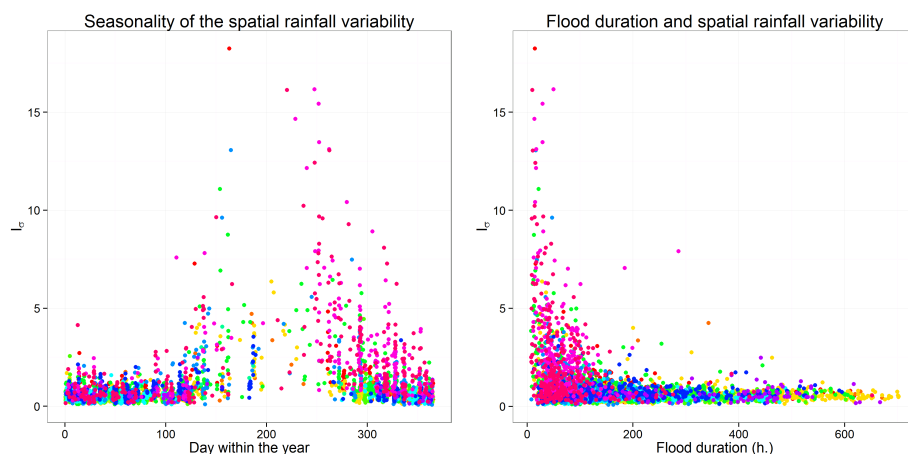 Seasonality of the spatial rainfall variability
15
10
5
0
Iσ
0 100 200 300
Day within the year
Flood duration and spatial rainfall variability
15
10
5
0
Iσ
0 200 400 600
Flood duration (h.)